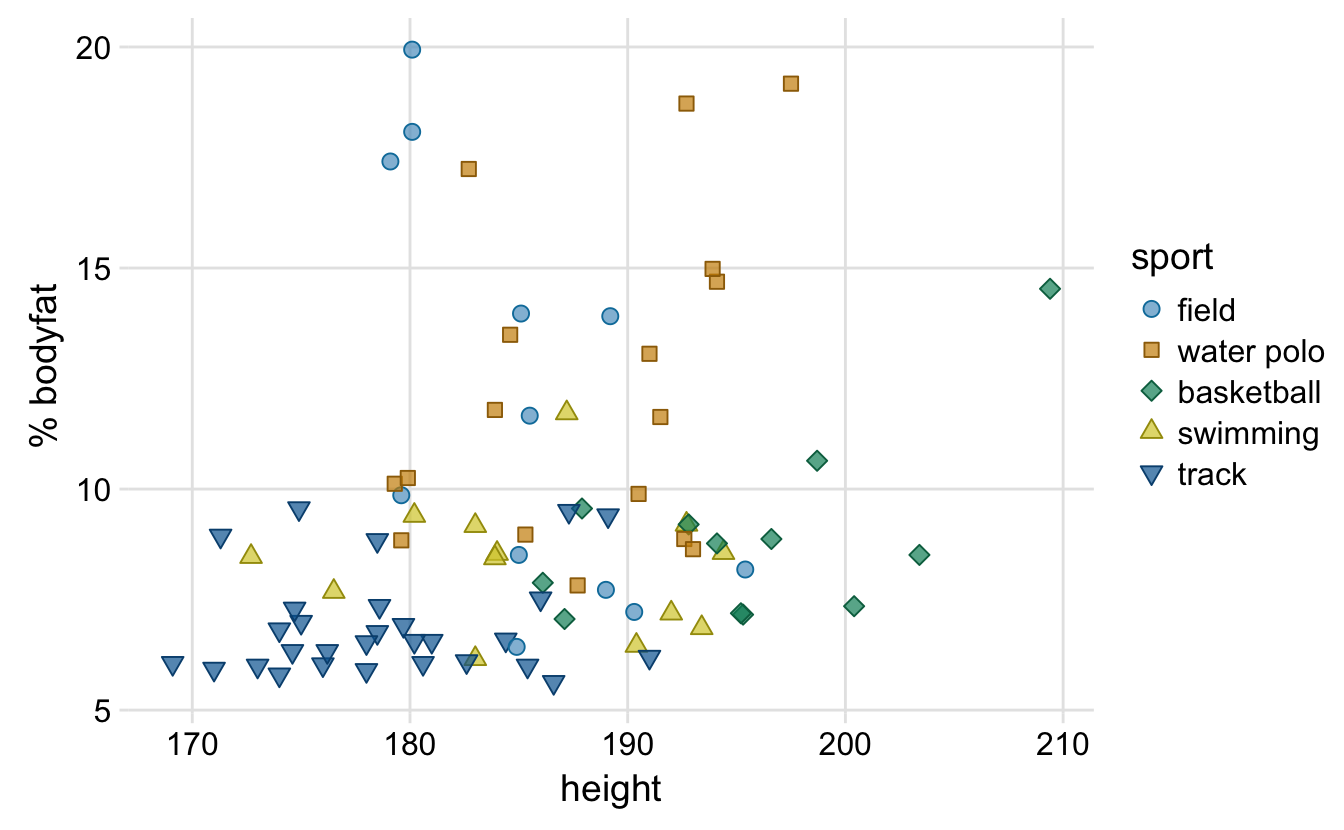 20
15
10
5
% bodyfat
170 180 190 200 210
height
sport
field
water polo
basketball
swimming
track